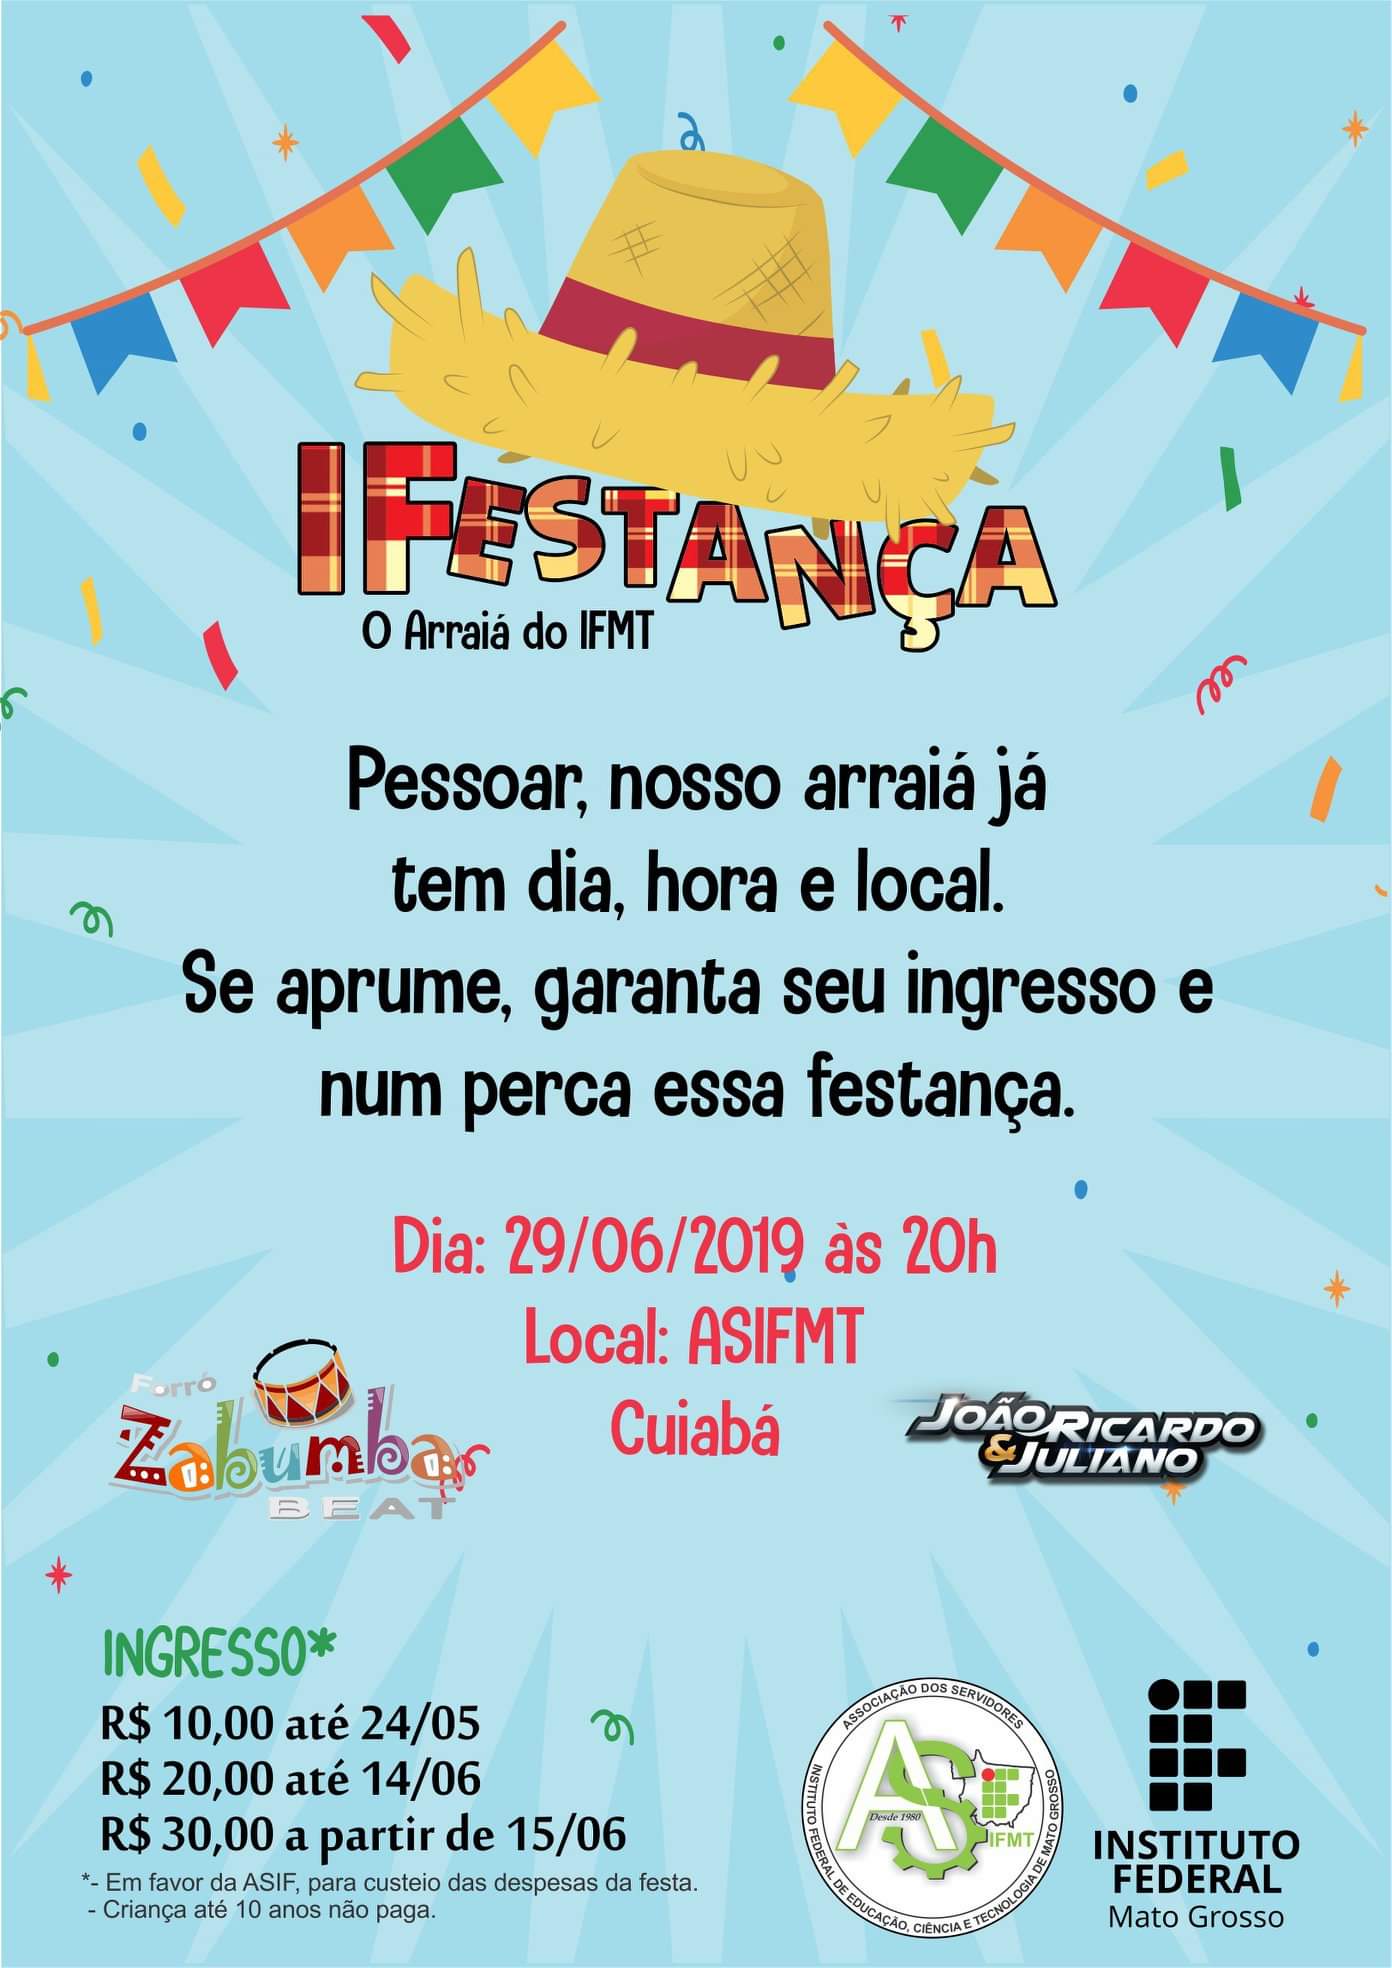 IFESTANÇA
O Arraiá do IFMT
Pessoar, nosso arraiá já
tem dia, hora e local.
Se aprume, garanta seu ingresso e
num perca essa festança.
Dia: 29/06/2019 às 20h
Local: ASIFMT
Cuiabá
Forró
Zabumba
BEAT
JOÃO RICARDO
& JULIANO
INGRESSO*
R$ 10,00 até 24/05
R$ 20,00 até 14/06
R$ 30,00 a partir de 15/06
*- Em favor da ASIF, para custeio das despesas da festa.
- Criança até 10 anos não paga.
ASSOCIAÇÃO DOS SERVIDORES
AS
IF
Desde 1980
IFMT
INSTITUTO FEDERAL DE EDUCAÇÃO, CIÊNCIA E TECNOLOGIA DE MATO GROSSO
INSTITUTO
FEDERAL
Mato Grosso